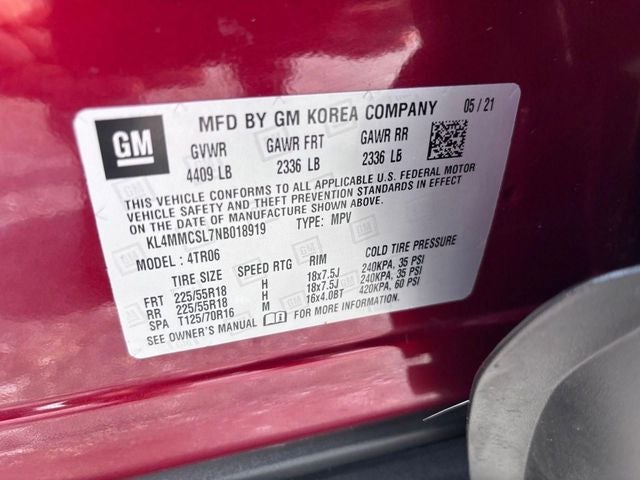 GM
MFD BY GM KOREA COMPANY 05/21
GVWR GAWR FRT GAWR RR
4409 LB 2336 LB 2336 LB
THIS VEHICLE CONFORMS TO ALL APPLICABLE U.S. FEDERAL MOTOR
VEHICLE SAFETY AND THEFT PREVENTION STANDARDS IN EFFECT
ON THE DATE OF MANUFACTURE SHOWN ABOVE.
KL4MMCSL7NB018919 TYPE: MPV
MODEL: 4TR06
TIRE SIZE SPEED RTG RIM COLD TIRE PRESSURE
FRT 225/55R18 H 18x7.5J 240KPA, 35 PSI
RR 225/55R18 H 18x7.5J 240KPA, 35 PSI
SPA T125/70R16 M 16x4.0BT 420KPA, 60 PSI
SEE OWNER'S MANUAL FOR MORE INFORMATION.